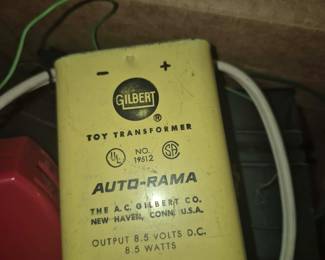 - +
GILBERT
®
TOY TRANSFORMER
UL NO. SA
19512
AUTO-RAMA
THE A.C. GILBERT CO.
NEW HAVEN, CONN. U.S.A.
OUTPUT 8.5 VOLTS D.C.
8.5 WATTS